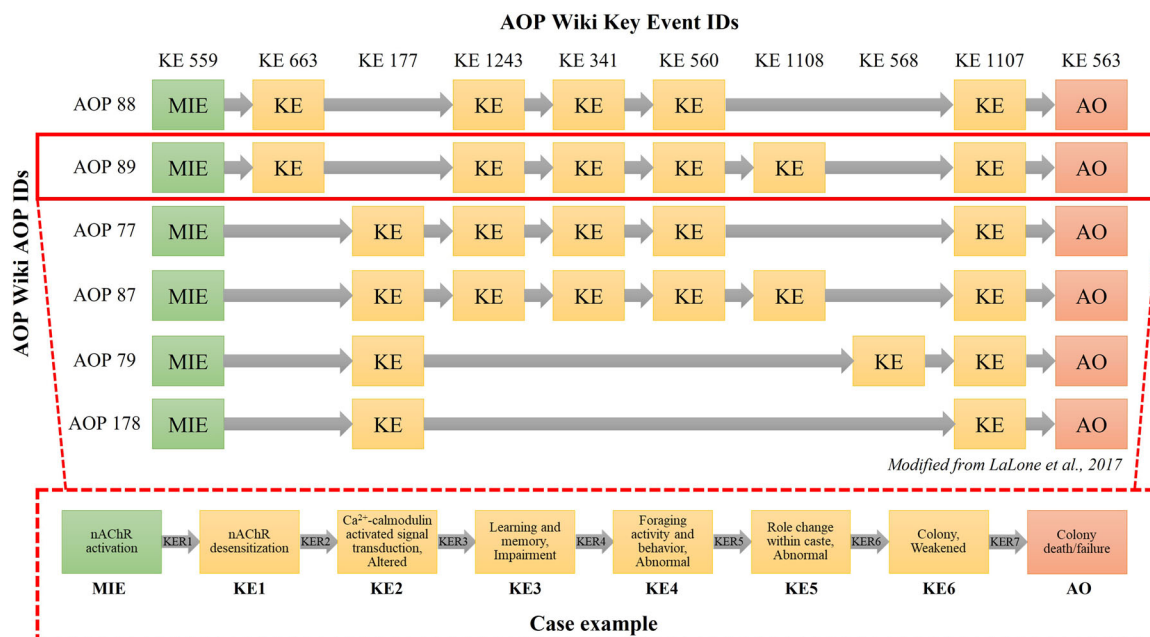 AOP Wiki Key Event IDs
KE 559 KE 663 KE 177 KE 1243 KE 341 KE 560 KE 1108 KE 568 KE 1107 KE 563
AOP Wiki AOP IDs
AOP 88 MIE KE KE KE KE KE AO
AOP 89 MIE KE KE KE KE KE KE AO
AOP 77 MIE KE KE KE KE KE AO
AOP 87 MIE KE KE KE KE KE KE AO
AOP 79 MIE KE KE KE AO
AOP 178 MIE KE KE AO
Modified from LaLone et al., 2017
nAChR
activation
MIE
KER1
nAChR
desensitization
KE1
KER2
Ca²⁺-calmodulin
activated signal
transduction,
Altered
KE2
KER3
Learning and
memory,
Impairment
KE3
KER4
Foraging
activity and
behavior,
Abnormal
KE4
KER5
Role change
within caste,
Abnormal
KE5
KER6
Colony,
Weakened
KE6
KER7
Colony
death/failure
AO
Case example